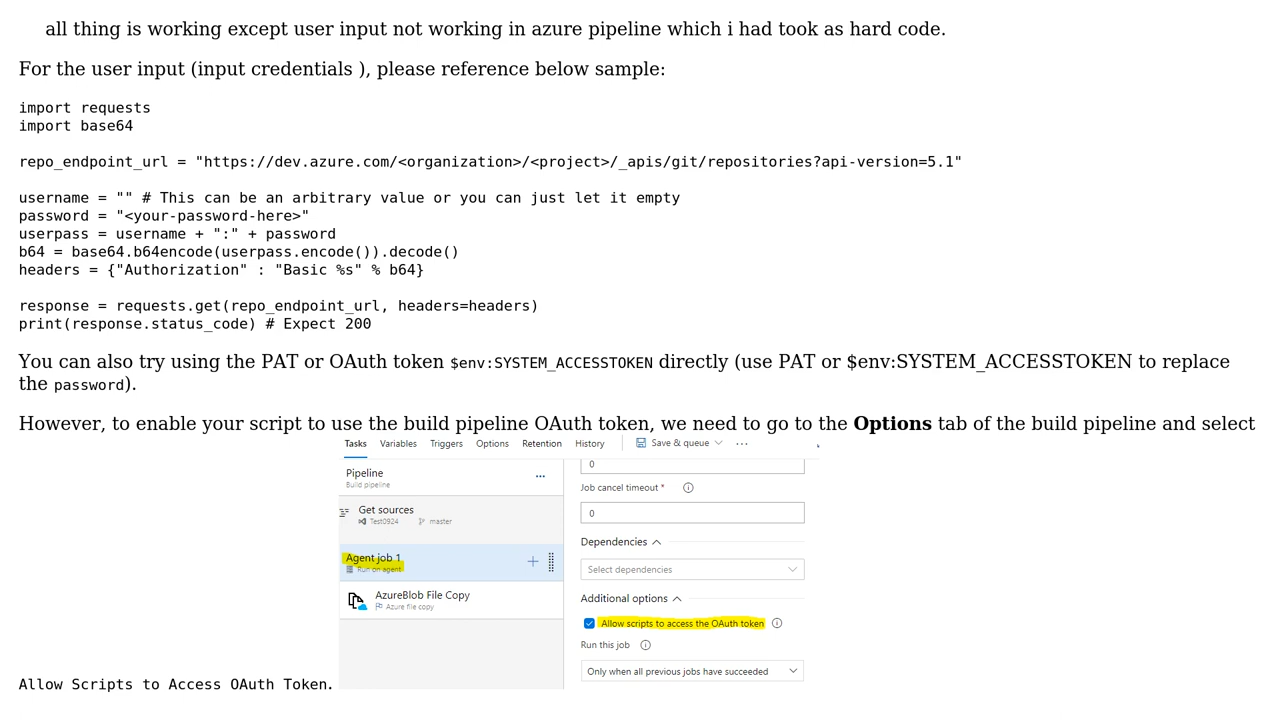 all thing is working except user input not working in azure pipeline which i had took as hard code.
For the user input (input credentials ), please reference below sample:
import requests
import base64
repo_endpoint_url = "https://dev.azure.com/<organization>/<project>/_apis/git/repositories?api-version=5.1"
username = "" # This can be an arbitrary value or you can just let it empty
password = "<your-password-here>"
userpass = username + ":" + password
b64 = base64.b64encode(userpass.encode()).decode()
headers = {"Authorization" : "Basic %s" % b64}
response = requests.get(repo_endpoint_url, headers=headers)
print(response.status_code) # Expect 200
You can also try using the PAT or OAuth token $env:SYSTEM_ACCESSTOKEN directly (use PAT or $env:SYSTEM_ACCESSTOKEN to replace
the password).
However, to enable your script to use the build pipeline OAuth token, we need to go to the Options tab of the build pipeline and select
Tasks Variables Triggers Options Retention History Save & queue ...
Pipeline
Build pipeline
Get sources
Test0924 master
Agent job 1
Run on agent
AzureBlob File Copy
Azure file copy
0
Job cancel timeout *
0
Dependencies
Select dependencies
Additional options
Allow scripts to access the OAuth token
Run this job
Only when all previous jobs have succeeded
Allow Scripts to Access OAuth Token.